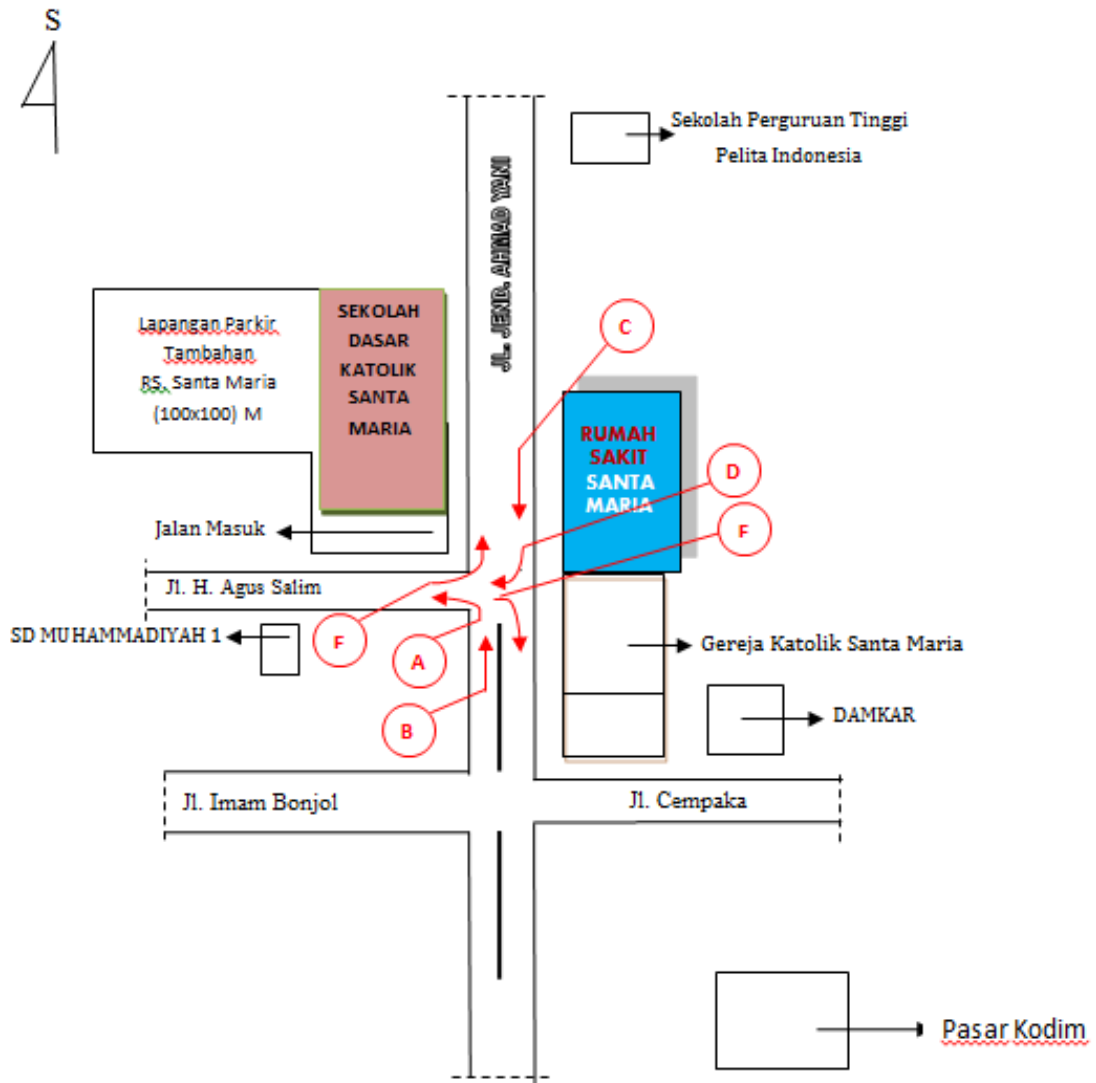 S
Sekolah Perguruan Tinggi
Pelita Indonesia
JL. JEND. AHMAD YANI
Lapangan Parkir
Tambahan
RS. Santa Maria
(100x100) M
SEKOLAH
DASAR
KATOLIK
SANTA
MARIA
C
RUMAH
SAKIT
SANTA
MARIA
D
F
Jalan Masuk
Jl. H. Agus Salim
SD MUHAMMADIYAH 1
F
A
B
Gereja Katolik Santa Maria
DAMKAR
Jl. Imam Bonjol
Jl. Cempaka
Pasar Kodim